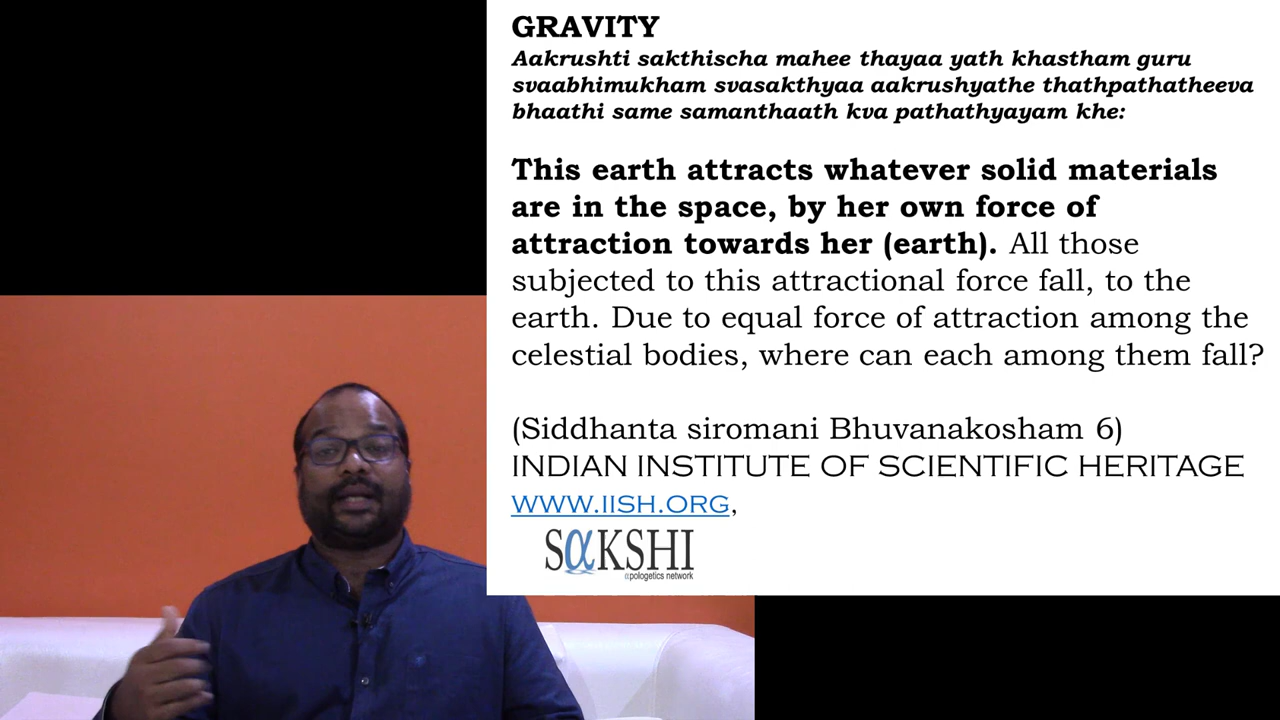 GRAVITY
Aakrushti sakthischa mahee thayaa yath khastham guru
svaabhimukham svasakthyaa aakrushyathe thathpathatheeva
bhaathi same samanthaath kva pathathyayam khe:
This earth attracts whatever solid materials
are in the space, by her own force of
attraction towards her (earth). All those
subjected to this attractional force fall, to the
earth. Due to equal force of attraction among the
celestial bodies, where can each among them fall?
(Siddhanta siromani Bhuvanakosham 6)
INDIAN INSTITUTE OF SCIENTIFIC HERITAGE
WWW.IISH.ORG,
SαKSHI
αpologetics network